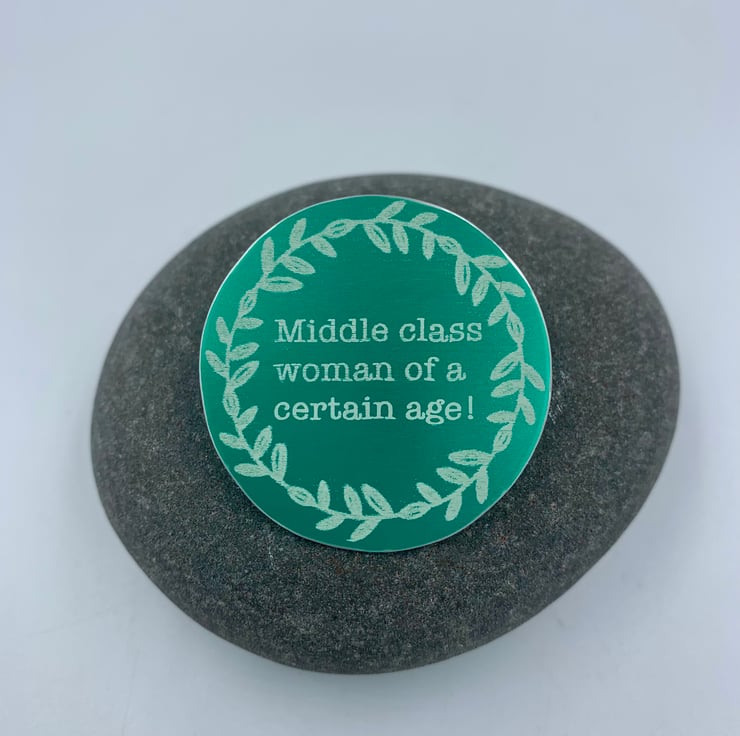 Middle class
woman of a
certain age!